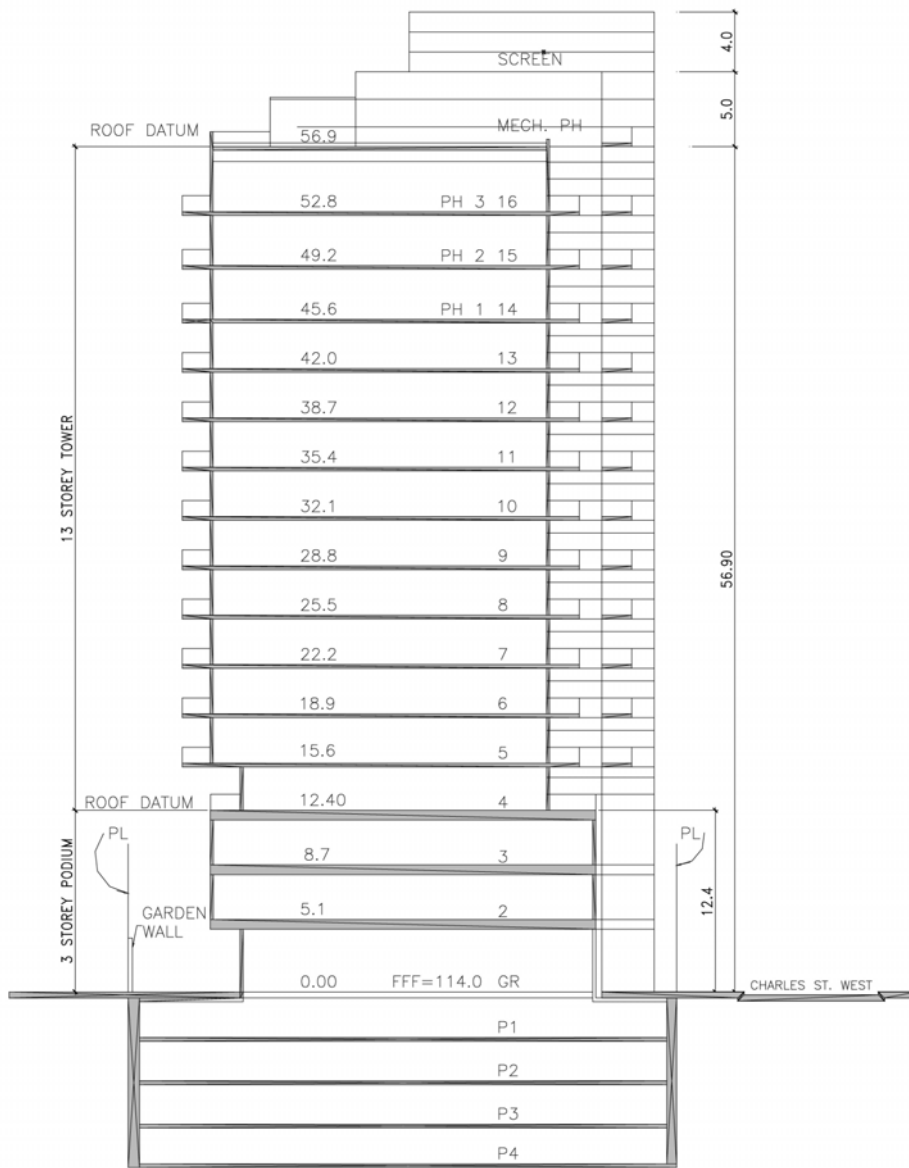 4.0
SCREEN
5.0
ROOF DATUM
56.9
MECH. PH
52.8 PH 3 16
49.2 PH 2 15
45.6 PH 1 14
42.0 13
38.7 12
35.4 11
32.1 10
13 STOREY TOWER
28.8 9
56.90
25.5 8
22.2 7
18.9 6
15.6 5
ROOF DATUM
12.40 4
PL
PL
8.7 3
12.4
3 STOREY PODIUM
5.1 2
GARDEN
WALL
0.00 FFF=114.0 GR
CHARLES ST. WEST
P1
P2
P3
P4